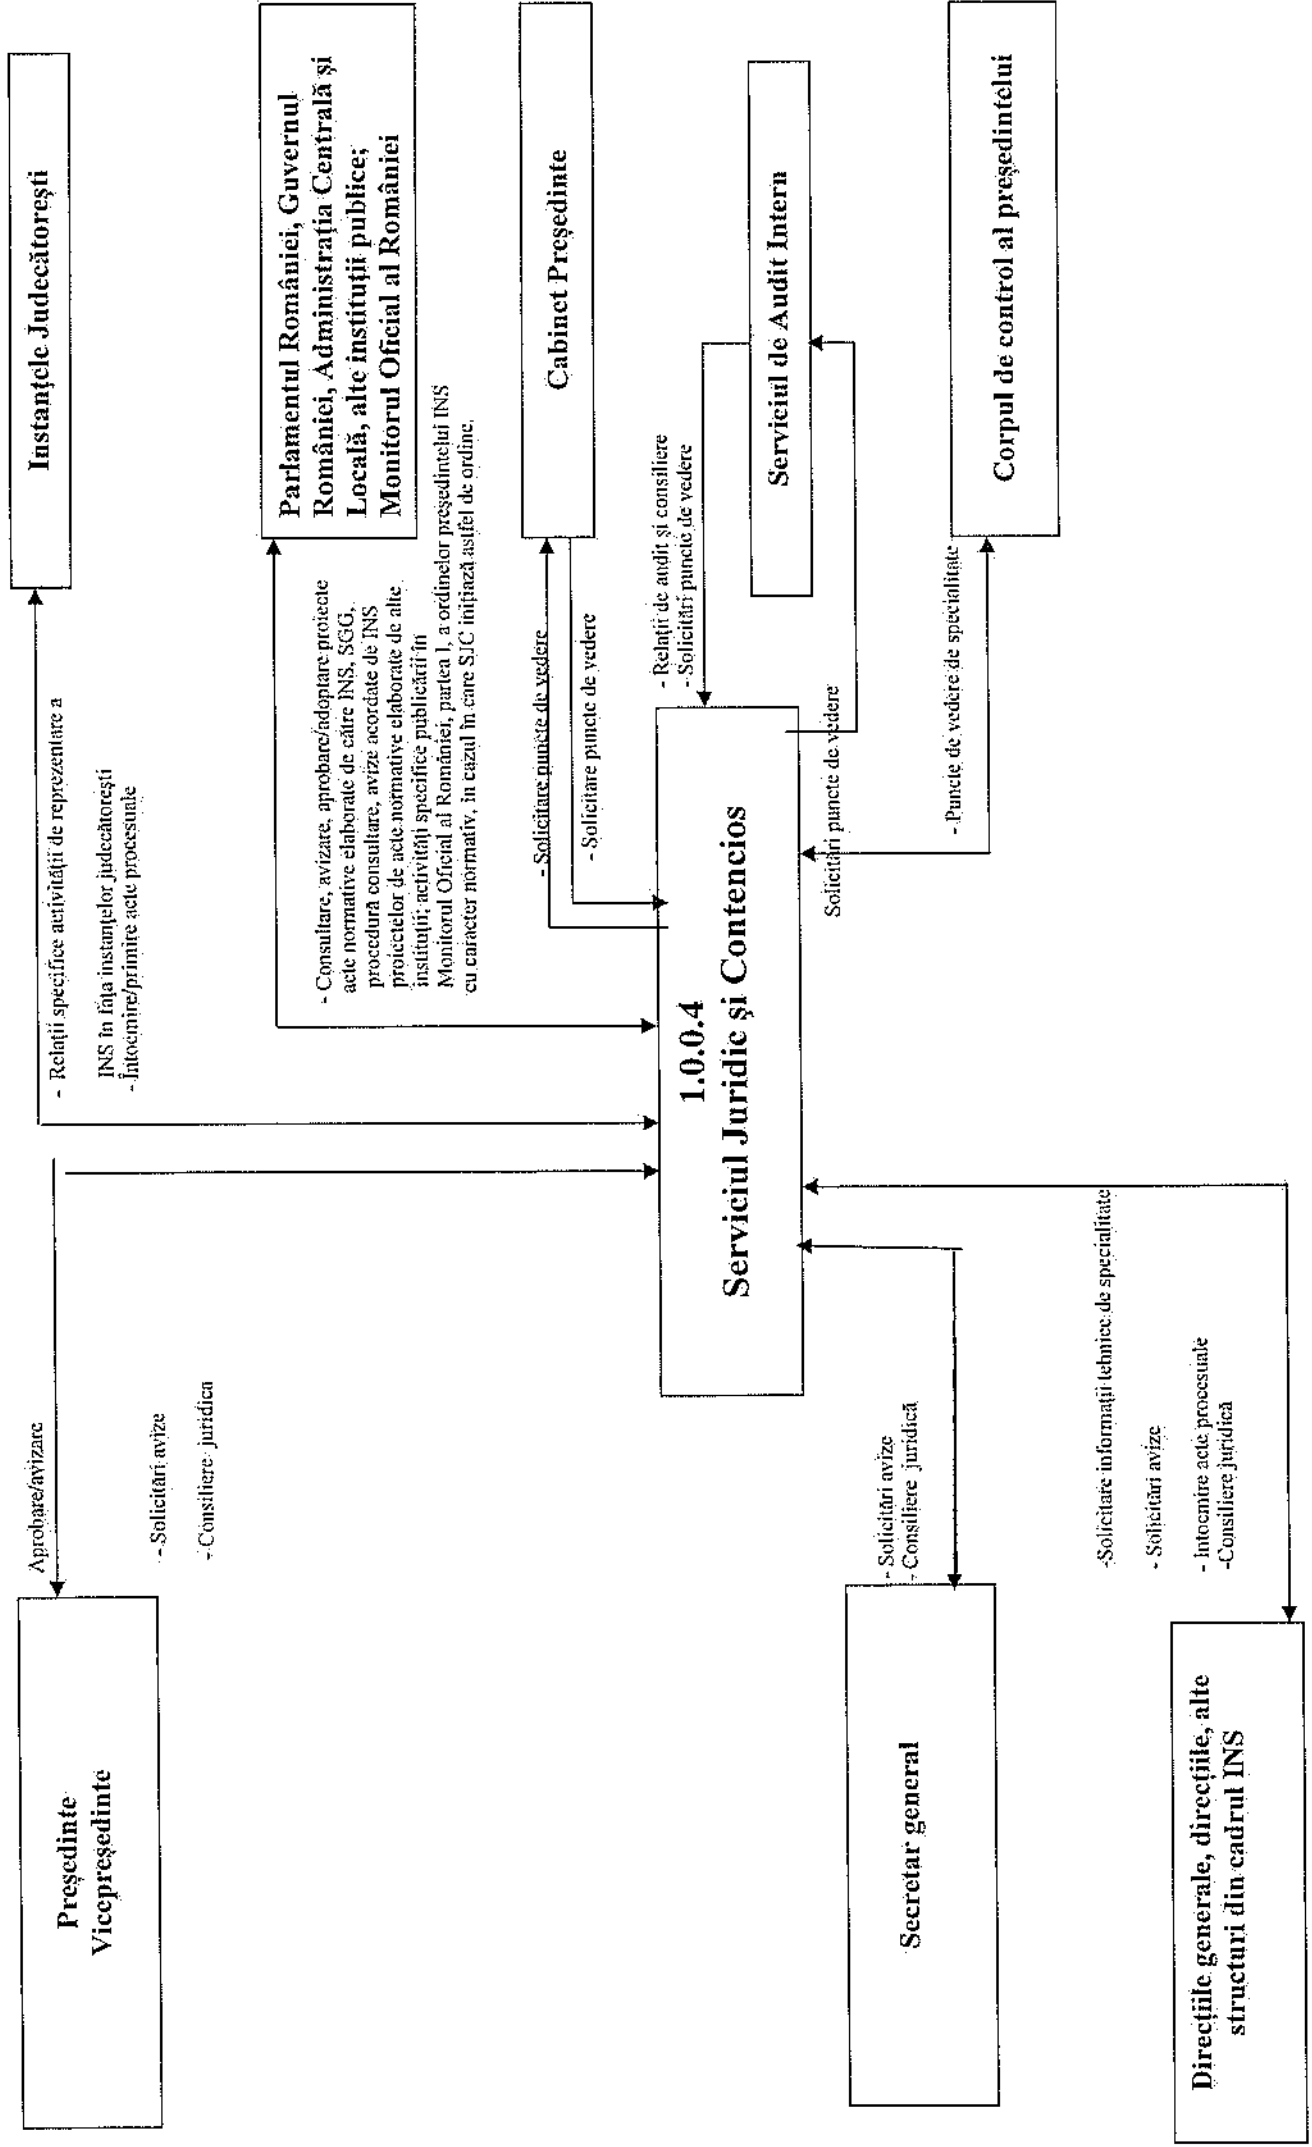 Președinte
Vicepreședinte
Aprobare/avizare
- Solicitări avize
- Consiliere juridica
Instanțele Judecătorești
- Relații specifice activității de reprezentare a
INS în fața instanțelor judecătorești
- Întocmire/primire acte procesuale
Parlamentul României, Guvernul
României, Administrația Centrală și
Locală, alte instituții publice;
Monitorul Oficial al României
- Consultare, avizare, aprobare/adoptare proiecte
acte normative elaborate de către INS, SGG,
procedură consultare, avize acordate de INS
proiectelor de acte normative elaborate de alte
instituții; activități specifice publicării în
Monitorul Oficial al României, partea I, a ordinelor președintelui INS
cu caracter normativ, în cazul în care SJC inițiază astfel de ordine.
Cabinet Președinte
- Solicitare puncte de vedere
- Solicitare puncte de vedere
Serviciul de Audit Intern
- Relații de audit și consiliere
- Solicitări puncte de vedere
1.0.0.4
Serviciul Juridic și Contencios
Solicitări puncte de vedere
Corpul de control al președintelui
- Puncte de vedere de specialitate
Secretar general
- Solicitări avize
- Consiliere juridică
Direcțiile generale, direcțiile, alte
structuri din cadrul INS
-Solicitare informații tehnice de specialitate
- Solicitări avize
- Intocmire acte procesuale
-Consiliere juridică